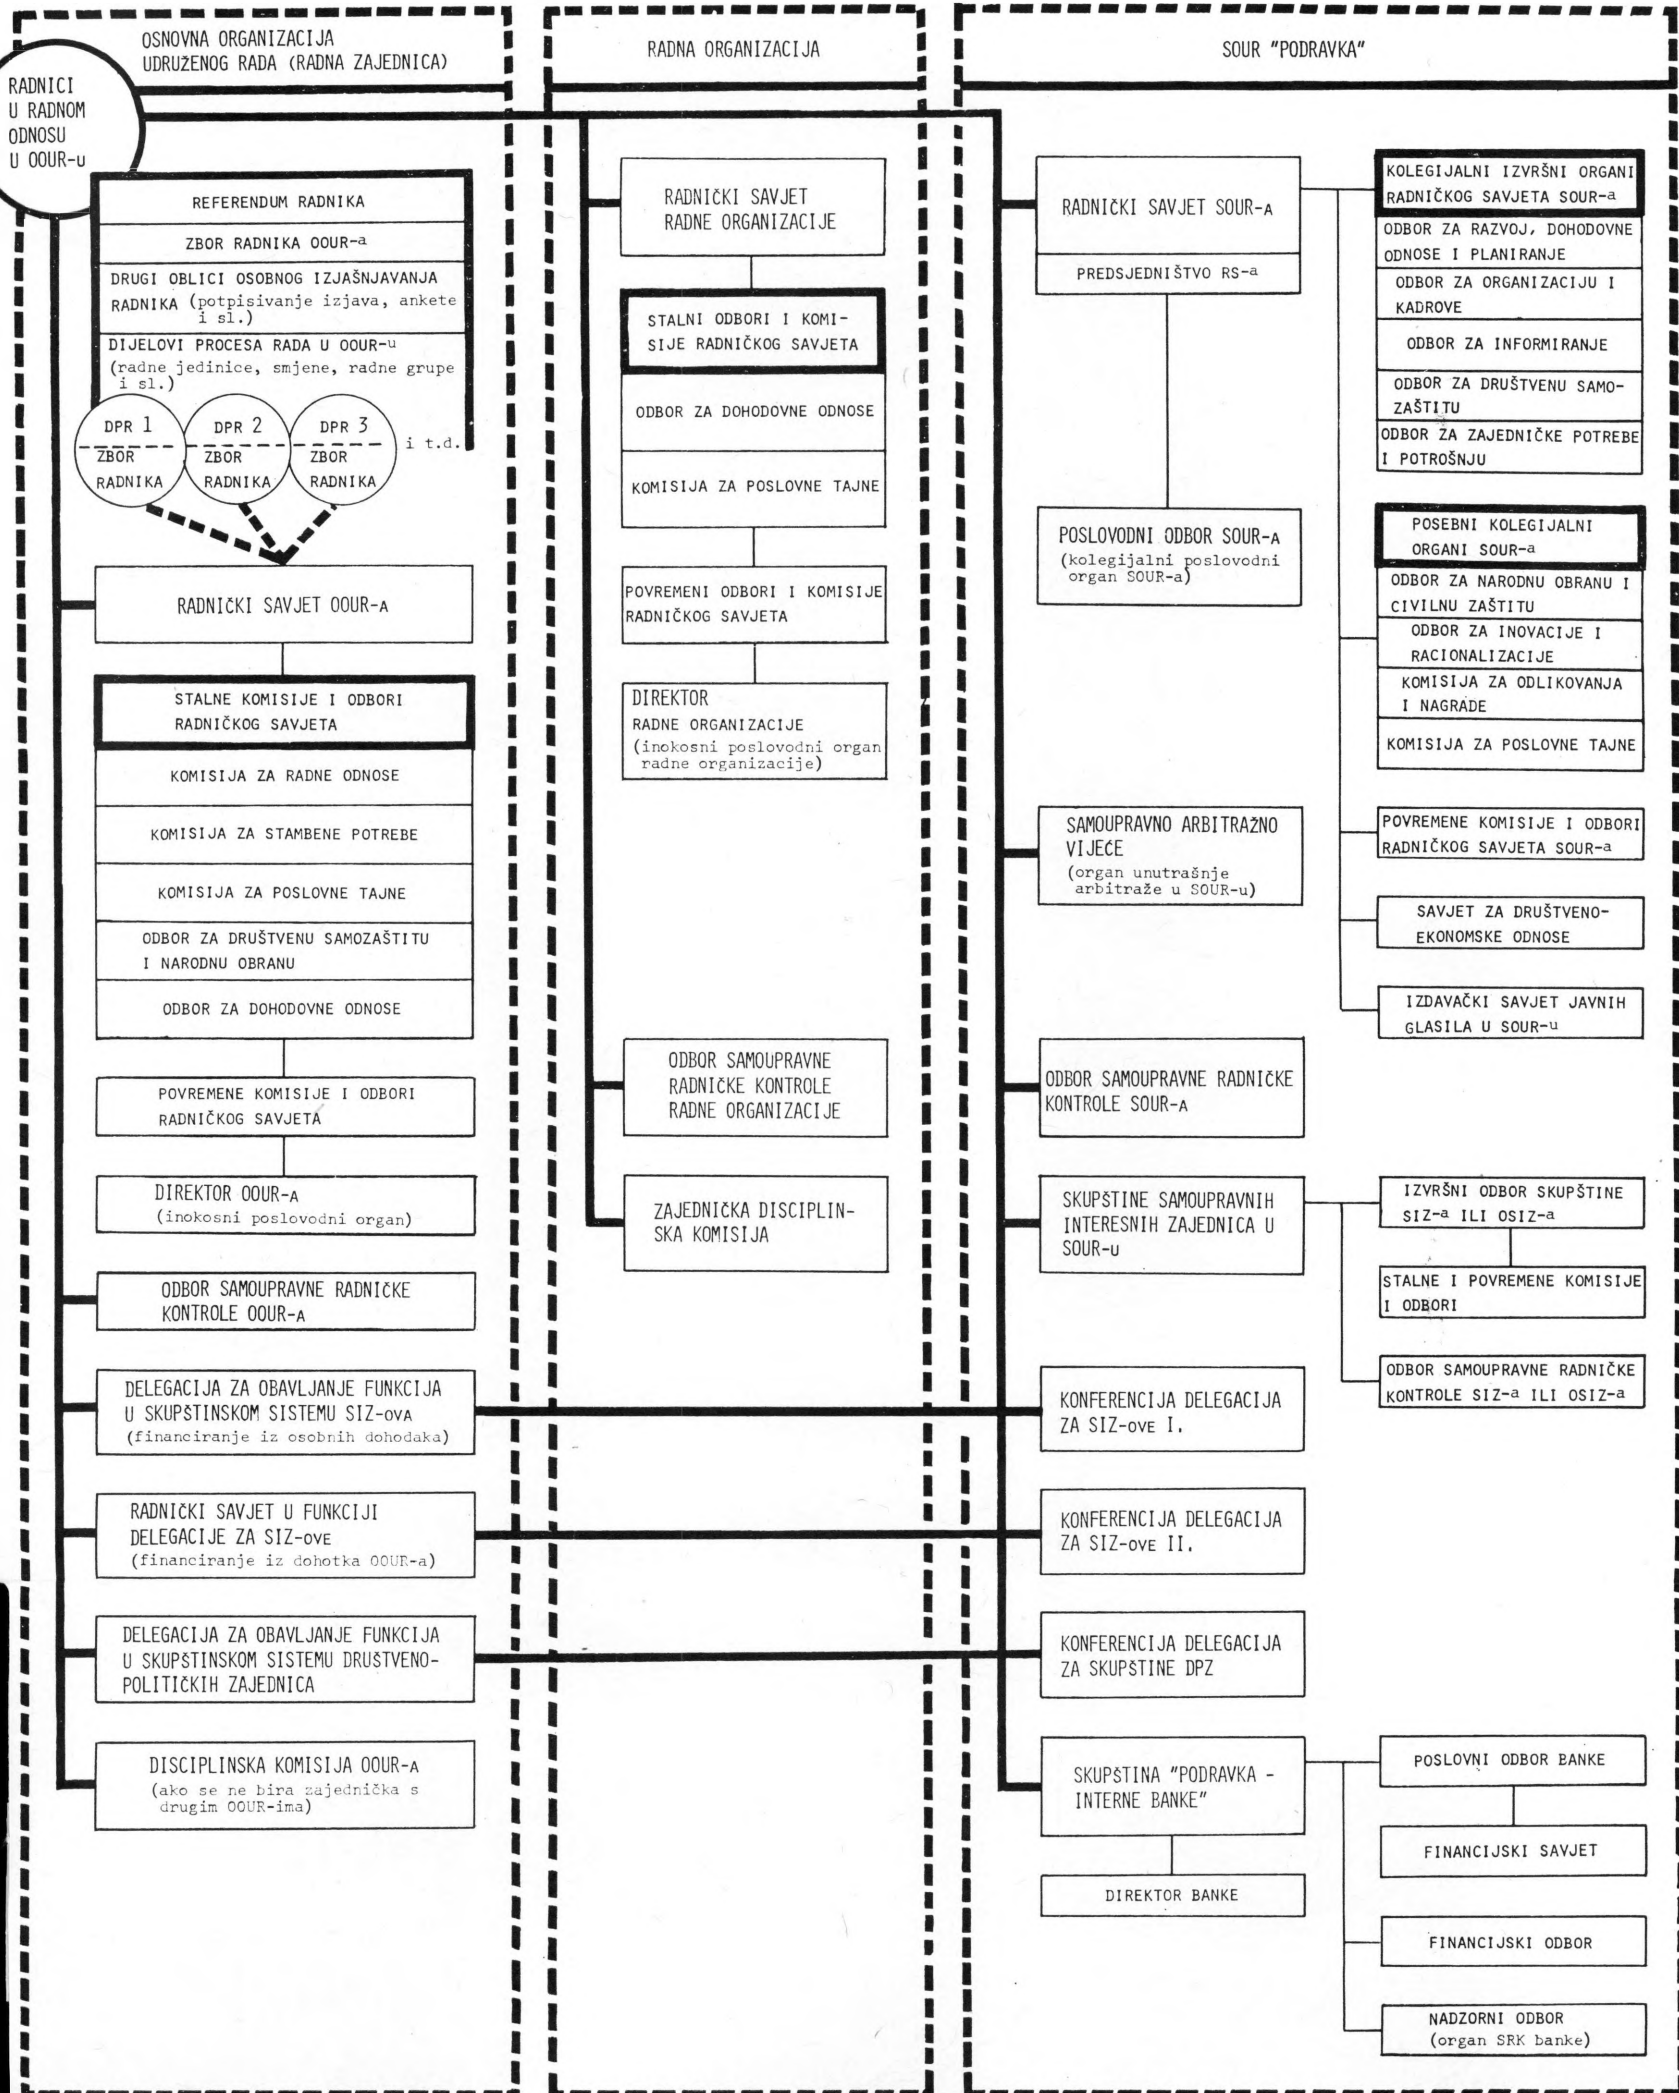 OSNOVNA ORGANIZACIJA
UDRUŽENOG RADA (RADNA ZAJEDNICA)
RADNICI
U RADNOM
ODNOSU
U OOUR-u
REFERENDUM RADNIKA
ZBOR RADNIKA OOUR-a
DRUGI OBLICI OSOBNOG IZJAŠNJAVANJA
RADNIKA (potpisivanje izjava, ankete
i sl.)
DIJELOVI PROCESA RADA U OOUR-u
(radne jedinice, smjene, radne grupe
i sl.)
DPR 1
ZBOR
RADNIKA
DPR 2
ZBOR
RADNIKA
DPR 3
ZBOR
RADNIKA
i t.d.
RADNIČKI SAVJET OOUR-A
STALNE KOMISIJE I ODBORI
RADNIČKOG SAVJETA
KOMISIJA ZA RADNE ODNOSE
KOMISIJA ZA STAMBENE POTREBE
KOMISIJA ZA POSLOVNE TAJNE
ODBOR ZA DRUŠTVENU SAMOZAŠTITU
I NARODNU OBRANU
ODBOR ZA DOHODOVNE ODNOSE
POVREMENE KOMISIJE I ODBORI
RADNIČKOG SAVJETA
DIREKTOR OOUR-A
(inokosni poslovodni organ)
ODBOR SAMOUPRAVNE RADNIČKE
KONTROLE OOUR-A
DELEGACIJA ZA OBAVLJANJE FUNKCIJA
U SKUPŠTINSKOM SISTEMU SIZ-OVA
(financiranje iz osobnih dohodaka)
RADNIČKI SAVJET U FUNKCIJI
DELEGACIJE ZA SIZ-OVE
(financiranje iz dohotka OOUR-a)
DELEGACIJA ZA OBAVLJANJE FUNKCIJA
U SKUPŠTINSKOM SISTEMU DRUŠTVENO-
POLITIČKIH ZAJEDNICA
DISCIPLINSKA KOMISIJA OOUR-A
(ako se ne bira zajednička s
drugim OOUR-ima)
RADNA ORGANIZACIJA
RADNIČKI SAVJET
RADNE ORGANIZACIJE
STALNI ODBORI I KOMI-
SIJE RADNIČKOG SAVJETA
ODBOR ZA DOHODOVNE ODNOSE
KOMISIJA ZA POSLOVNE TAJNE
POVREMENI ODBORI I KOMISIJE
RADNIČKOG SAVJETA
DIREKTOR
RADNE ORGANIZACIJE
(inokosni poslovodni organ
radne organizacije)
ODBOR SAMOUPRAVNE
RADNIČKE KONTROLE
RADNE ORGANIZACIJE
ZAJEDNIČKA DISCIPLIN-
SKA KOMISIJA
SOUR "PODRAVKA"
RADNIČKI SAVJET SOUR-A
PREDSJEDNIŠTVO RS-a
POSLOVODNI ODBOR SOUR-A
(kolegijalni poslovodni
organ SOUR-a)
SAMOUPRAVNO ARBITRAŽNO
VIJEĆE
(organ unutrašnje
arbitraže u SOUR-u)
ODBOR SAMOUPRAVNE RADNIČKE
KONTROLE SOUR-A
SKUPŠTINE SAMOUPRAVNIH
INTERESNIH ZAJEDNICA U
SOUR-u
KONFERENCIJA DELEGACIJA
ZA SIZ-OVE I.
KONFERENCIJA DELEGACIJA
ZA SIZ-OVE II.
KONFERENCIJA DELEGACIJA
ZA SKUPŠTINE DPZ
SKUPŠTINA "PODRAVKA -
INTERNE BANKE"
DIREKTOR BANKE
KOLEGIJALNI IZVRŠNI ORGANI
RADNIČKOG SAVJETA SOUR-a
ODBOR ZA RAZVOJ, DOHODOVNE
ODNOSE I PLANIRANJE
ODBOR ZA ORGANIZACIJU I
KADROVE
ODBOR ZA INFORMIRANJE
ODBOR ZA DRUŠTVENU SAMO-
ZAŠTITU
ODBOR ZA ZAJEDNIČKE POTREBE
I POTROŠNJU
POSEBNI KOLEGIJALNI
ORGANI SOUR-a
ODBOR ZA NARODNU OBRANU I
CIVILNU ZAŠTITU
ODBOR ZA INOVACIJE I
RACIONALIZACIJE
KOMISIJA ZA ODLIKOVANJA
I NAGRADE
KOMISIJA ZA POSLOVNE TAJNE
POVREMENE KOMISIJE I ODBORI
RADNIČKOG SAVJETA SOUR-a
SAVJET ZA DRUŠTVENO-
EKONOMSKE ODNOSE
IZDAVAČKI SAVJET JAVNIH
GLASILA U SOUR-u
IZVRŠNI ODBOR SKUPŠTINE
SIZ-a ILI OSIZ-a
STALNE I POVREMENE KOMISIJE
I ODBORI
ODBOR SAMOUPRAVNE RADNIČKE
KONTROLE SIZ-a ILI OSIZ-a
POSLOVNI ODBOR BANKE
FINANCIJSKI SAVJET
FINANCIJSKI ODBOR
NADZORNI ODBOR
(organ SRK banke)